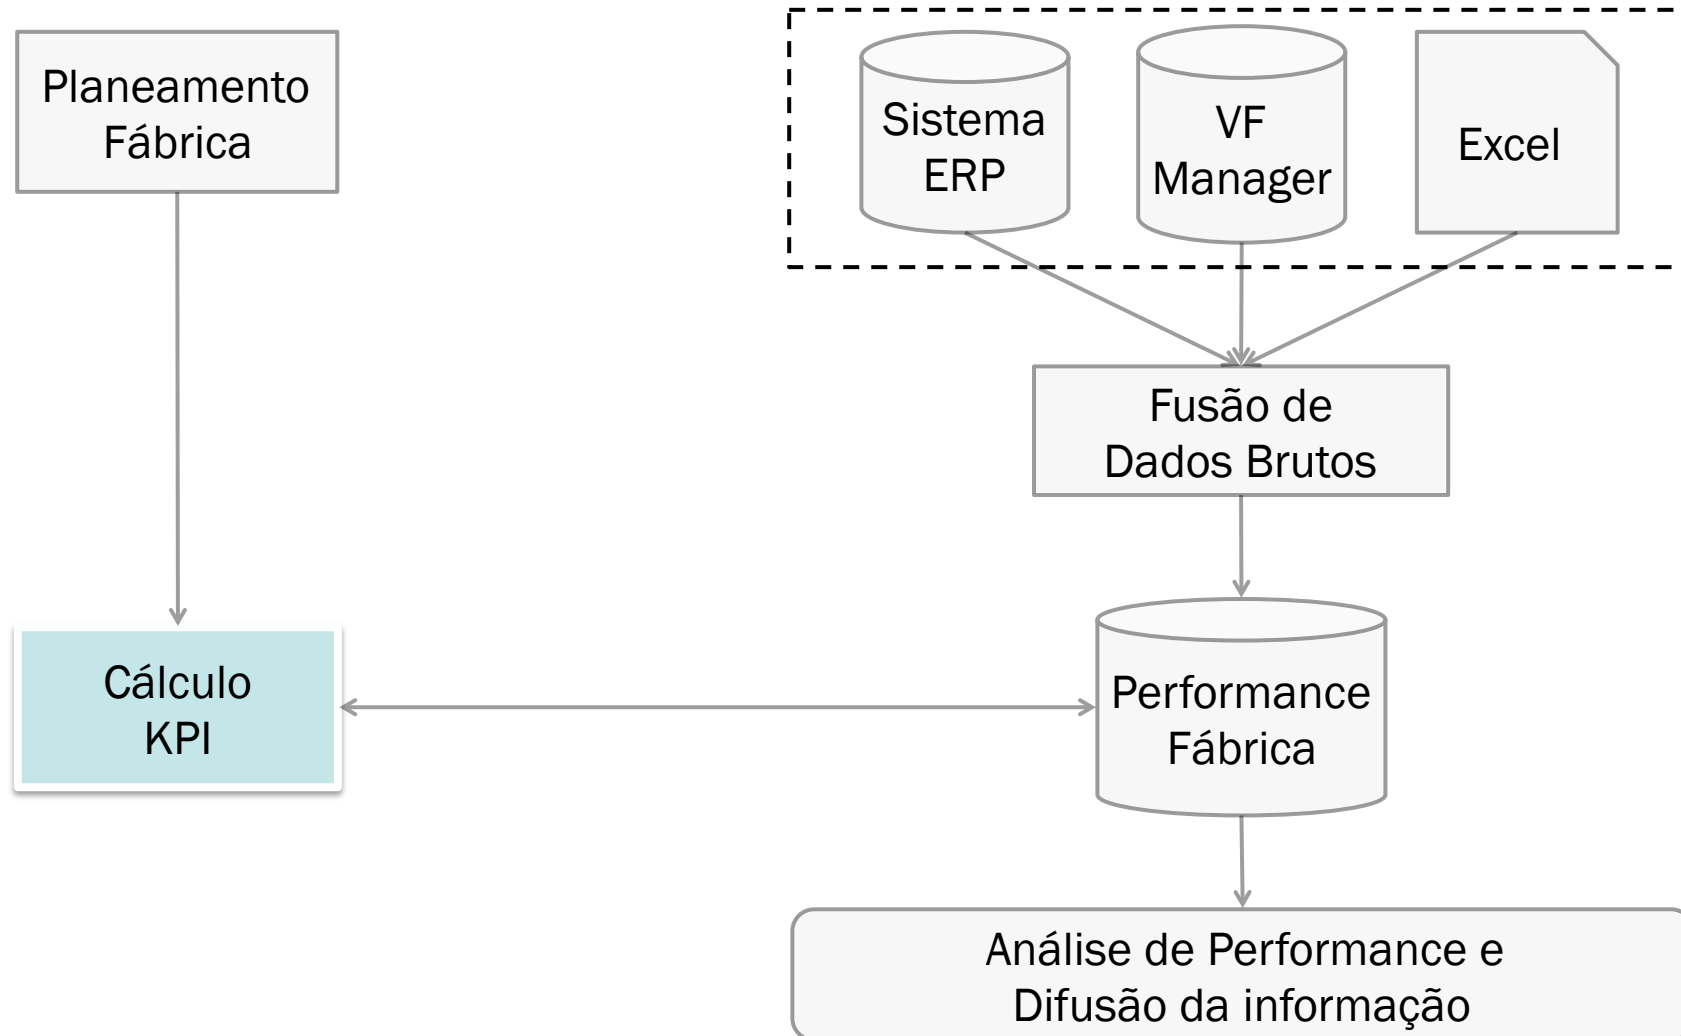 Planeamento
Fábrica
Sistema
ERP
VF
Manager
Excel
Fusão de
Dados Brutos
Cálculo
KPI
Performance
Fábrica
Análise de Performance e
Difusão da informação